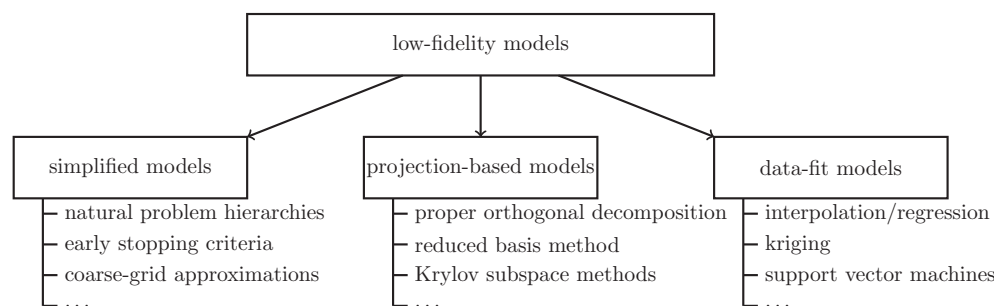 low-fidelity models
simplified models
natural problem hierarchies
early stopping criteria
coarse-grid approximations
...
projection-based models
proper orthogonal decomposition
reduced basis method
Krylov subspace methods
...
data-fit models
interpolation/regression
kriging
support vector machines
...